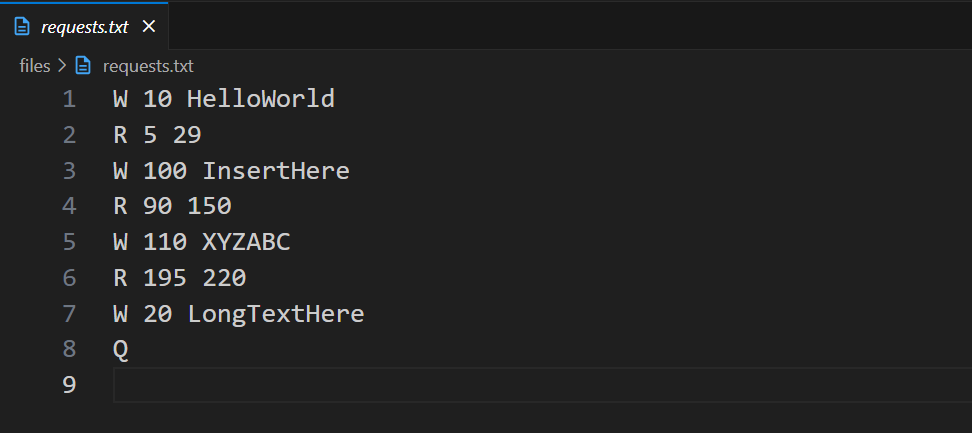 requests.txt
files > requests.txt
1 W 10 HelloWorld
2 R 5 29
3 W 100 InsertHere
4 R 90 150
5 W 110 XYZABC
6 R 195 220
7 W 20 LongTextHere
8 Q
9